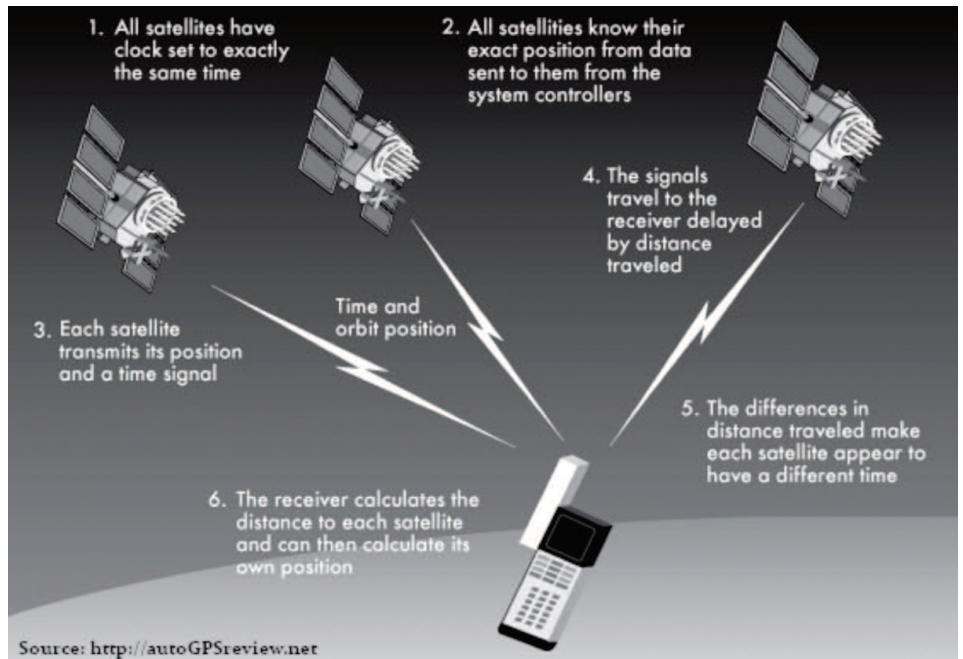 1. All satellites have
clock set to exactly
the same time
2. All satellities know their
exact position from data
sent to them from the
system controllers
3. Each satellite
transmits its position
and a time signal
Time and
orbit position
4. The signals
travel to the
receiver delayed
by distance
traveled
5. The differences in
distance traveled make
each satellite appear to
have a different time
6. The receiver calculates the
distance to each satellite
and can then calculate its
own position
Source: http://autoGPSreview.net